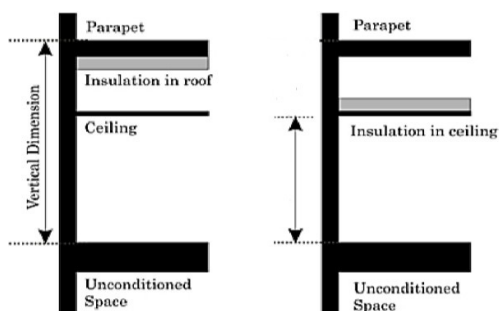 Parapet
Insulation in roof
Ceiling
Vertical Dimension
Unconditioned
Space
Parapet
Insulation in ceiling
Unconditioned
Space